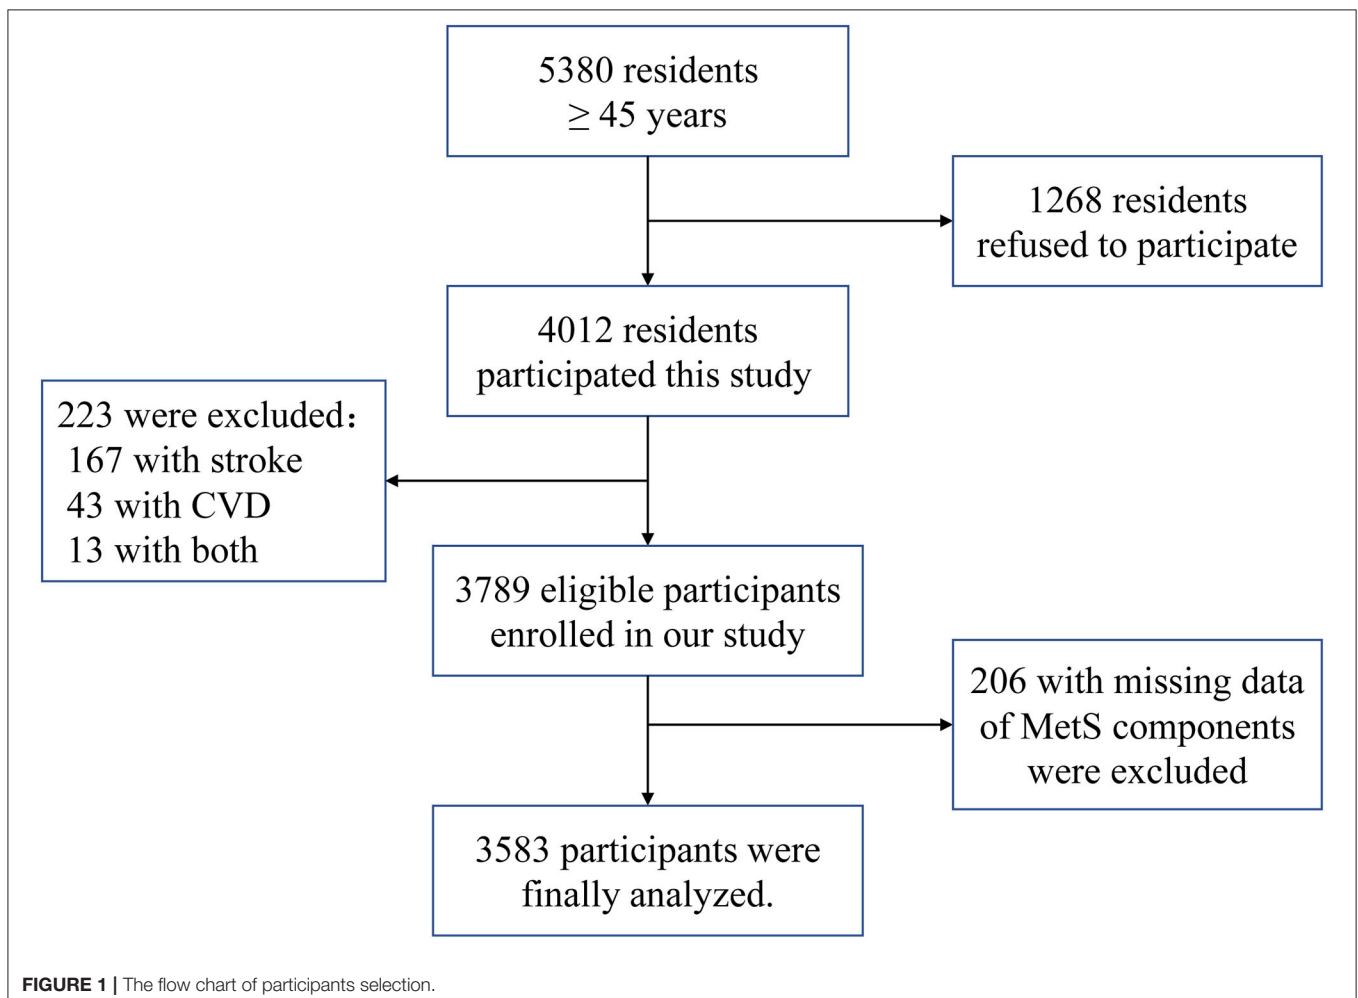 5380 residents
≥ 45 years
1268 residents
refused to participate
4012 residents
participated this study
223 were excluded：
167 with stroke
43 with CVD
13 with both
3789 eligible participants
enrolled in our study
206 with missing data
of MetS components
were excluded
3583 participants were
finally analyzed.
FIGURE 1 | The flow chart of participants selection.